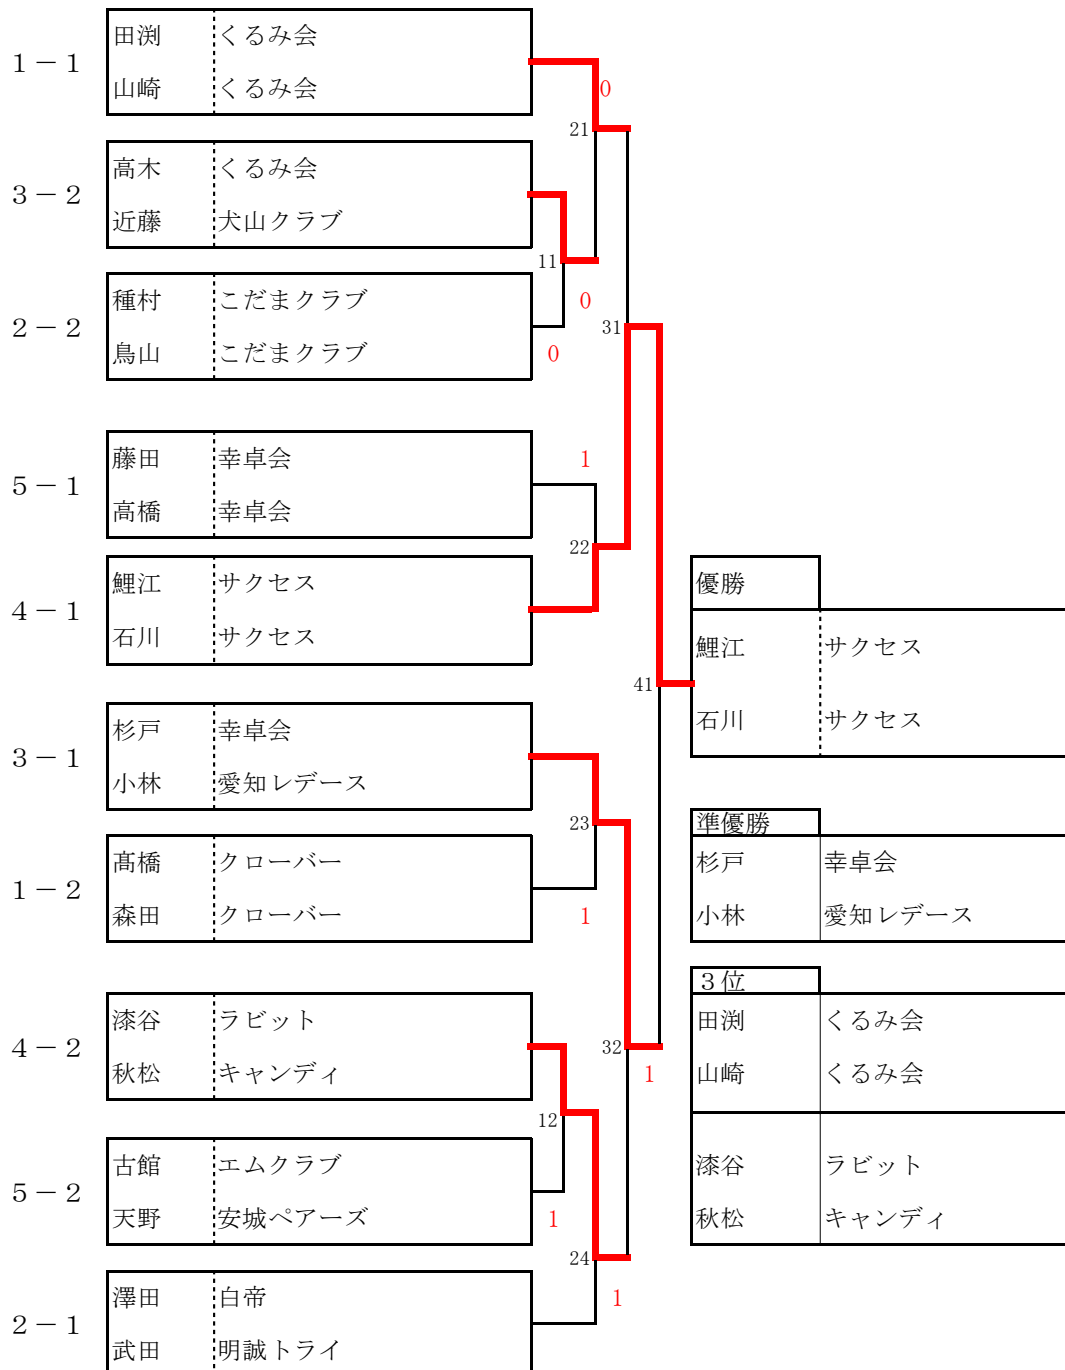 1－1
田渕 くるみ会
山崎 くるみ会
0
21
3－2
高木 くるみ会
近藤 犬山クラブ
11
0
2－2
種村 こだまクラブ
鳥山 こだまクラブ
0
31
5－1
藤田 幸卓会
高橋 幸卓会
1
22
4－1
鯉江 サクセス
石川 サクセス
41
優勝
鯉江 サクセス
石川 サクセス
3－1
杉戸 幸卓会
小林 愛知レデース
23
1－2
髙橋 クローバー
森田 クローバー
1
準優勝
杉戸 幸卓会
小林 愛知レデース
4－2
漆谷 ラビット
秋松 キャンディ
32
1
12
3位
田渕 くるみ会
山崎 くるみ会
漆谷 ラビット
秋松 キャンディ
5－2
古館 エムクラブ
天野 安城ペアーズ
1
24
1
2－1
澤田 白帝
武田 明誠トライ